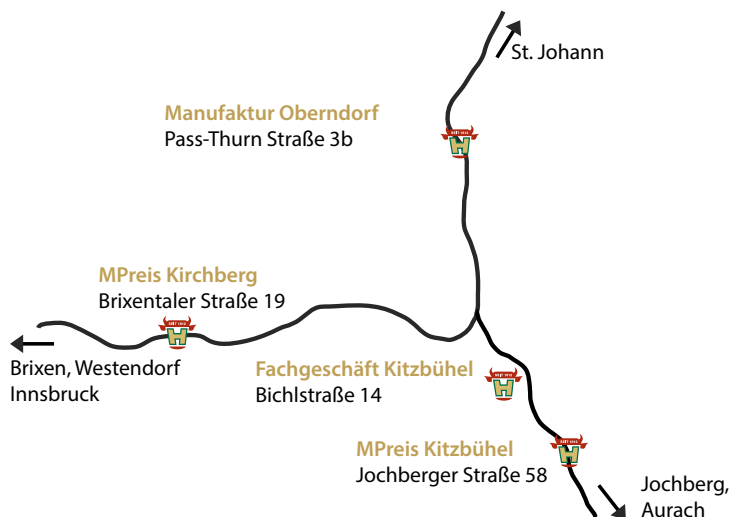 St. Johann
Manufaktur Oberndorf
Pass-Thurn Straße 3b
MPreis Kirchberg
Brixentaler Straße 19
Brixen, Westendorf
Innsbruck
Fachgeschäft Kitzbühel
Bichlstraße 14
MPreis Kitzbühel
Jochberger Straße 58
Jochberg,
Aurach
H
H
H
H